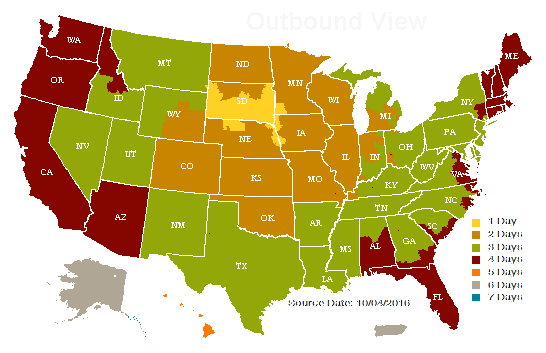 Outbound View
WA
ME
MT
ND
OR
MN
ID
SD
WI
NY
WY
MI
IA
NE
PA
NV
IL
IN
OH
UT
CO
WV
VA
CA
KS
MO
KY
NC
TN
OK
AZ
NM
AR
SC
MS
AL
GA
TX
LA
FL
1 Day
2 Days
3 Days
4 Days
5 Days
6 Days
7 Days
Source Date: 10/04/2016